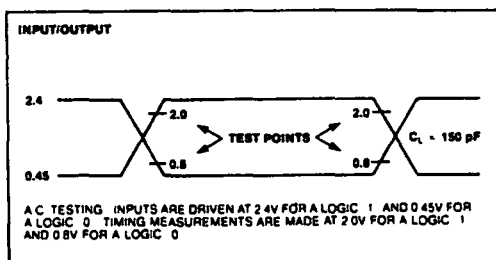 INPUT/OUTPUT
2.4
2.0
2.0
TEST POINTS
CL = 150 pF
0.8
0.8
0.45
A C TESTING INPUTS ARE DRIVEN AT 2 4V FOR A LOGIC 1 AND 0 45V FOR
A LOGIC 0 TIMING MEASUREMENTS ARE MADE AT 2 0V FOR A LOGIC 1
AND 0 8V FOR A LOGIC 0